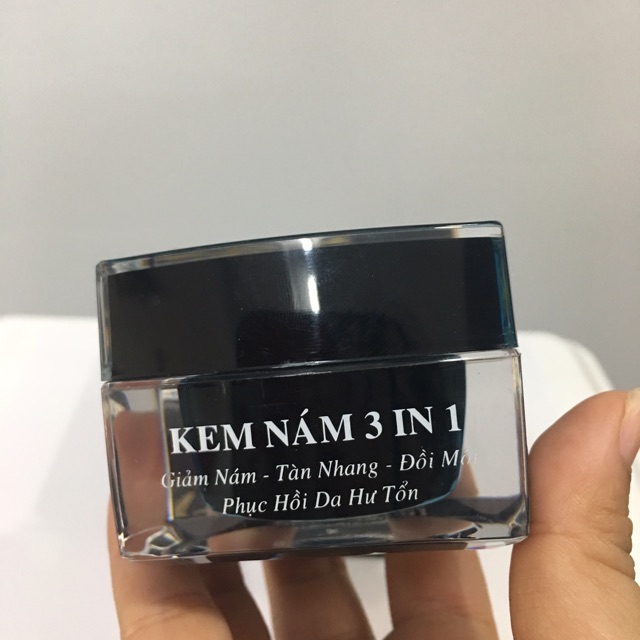 KEM NÁM 3 IN 1
Giảm Nám - Tàn Nhang - Đồi Mồi
Phục Hồi Da Hư Tổn